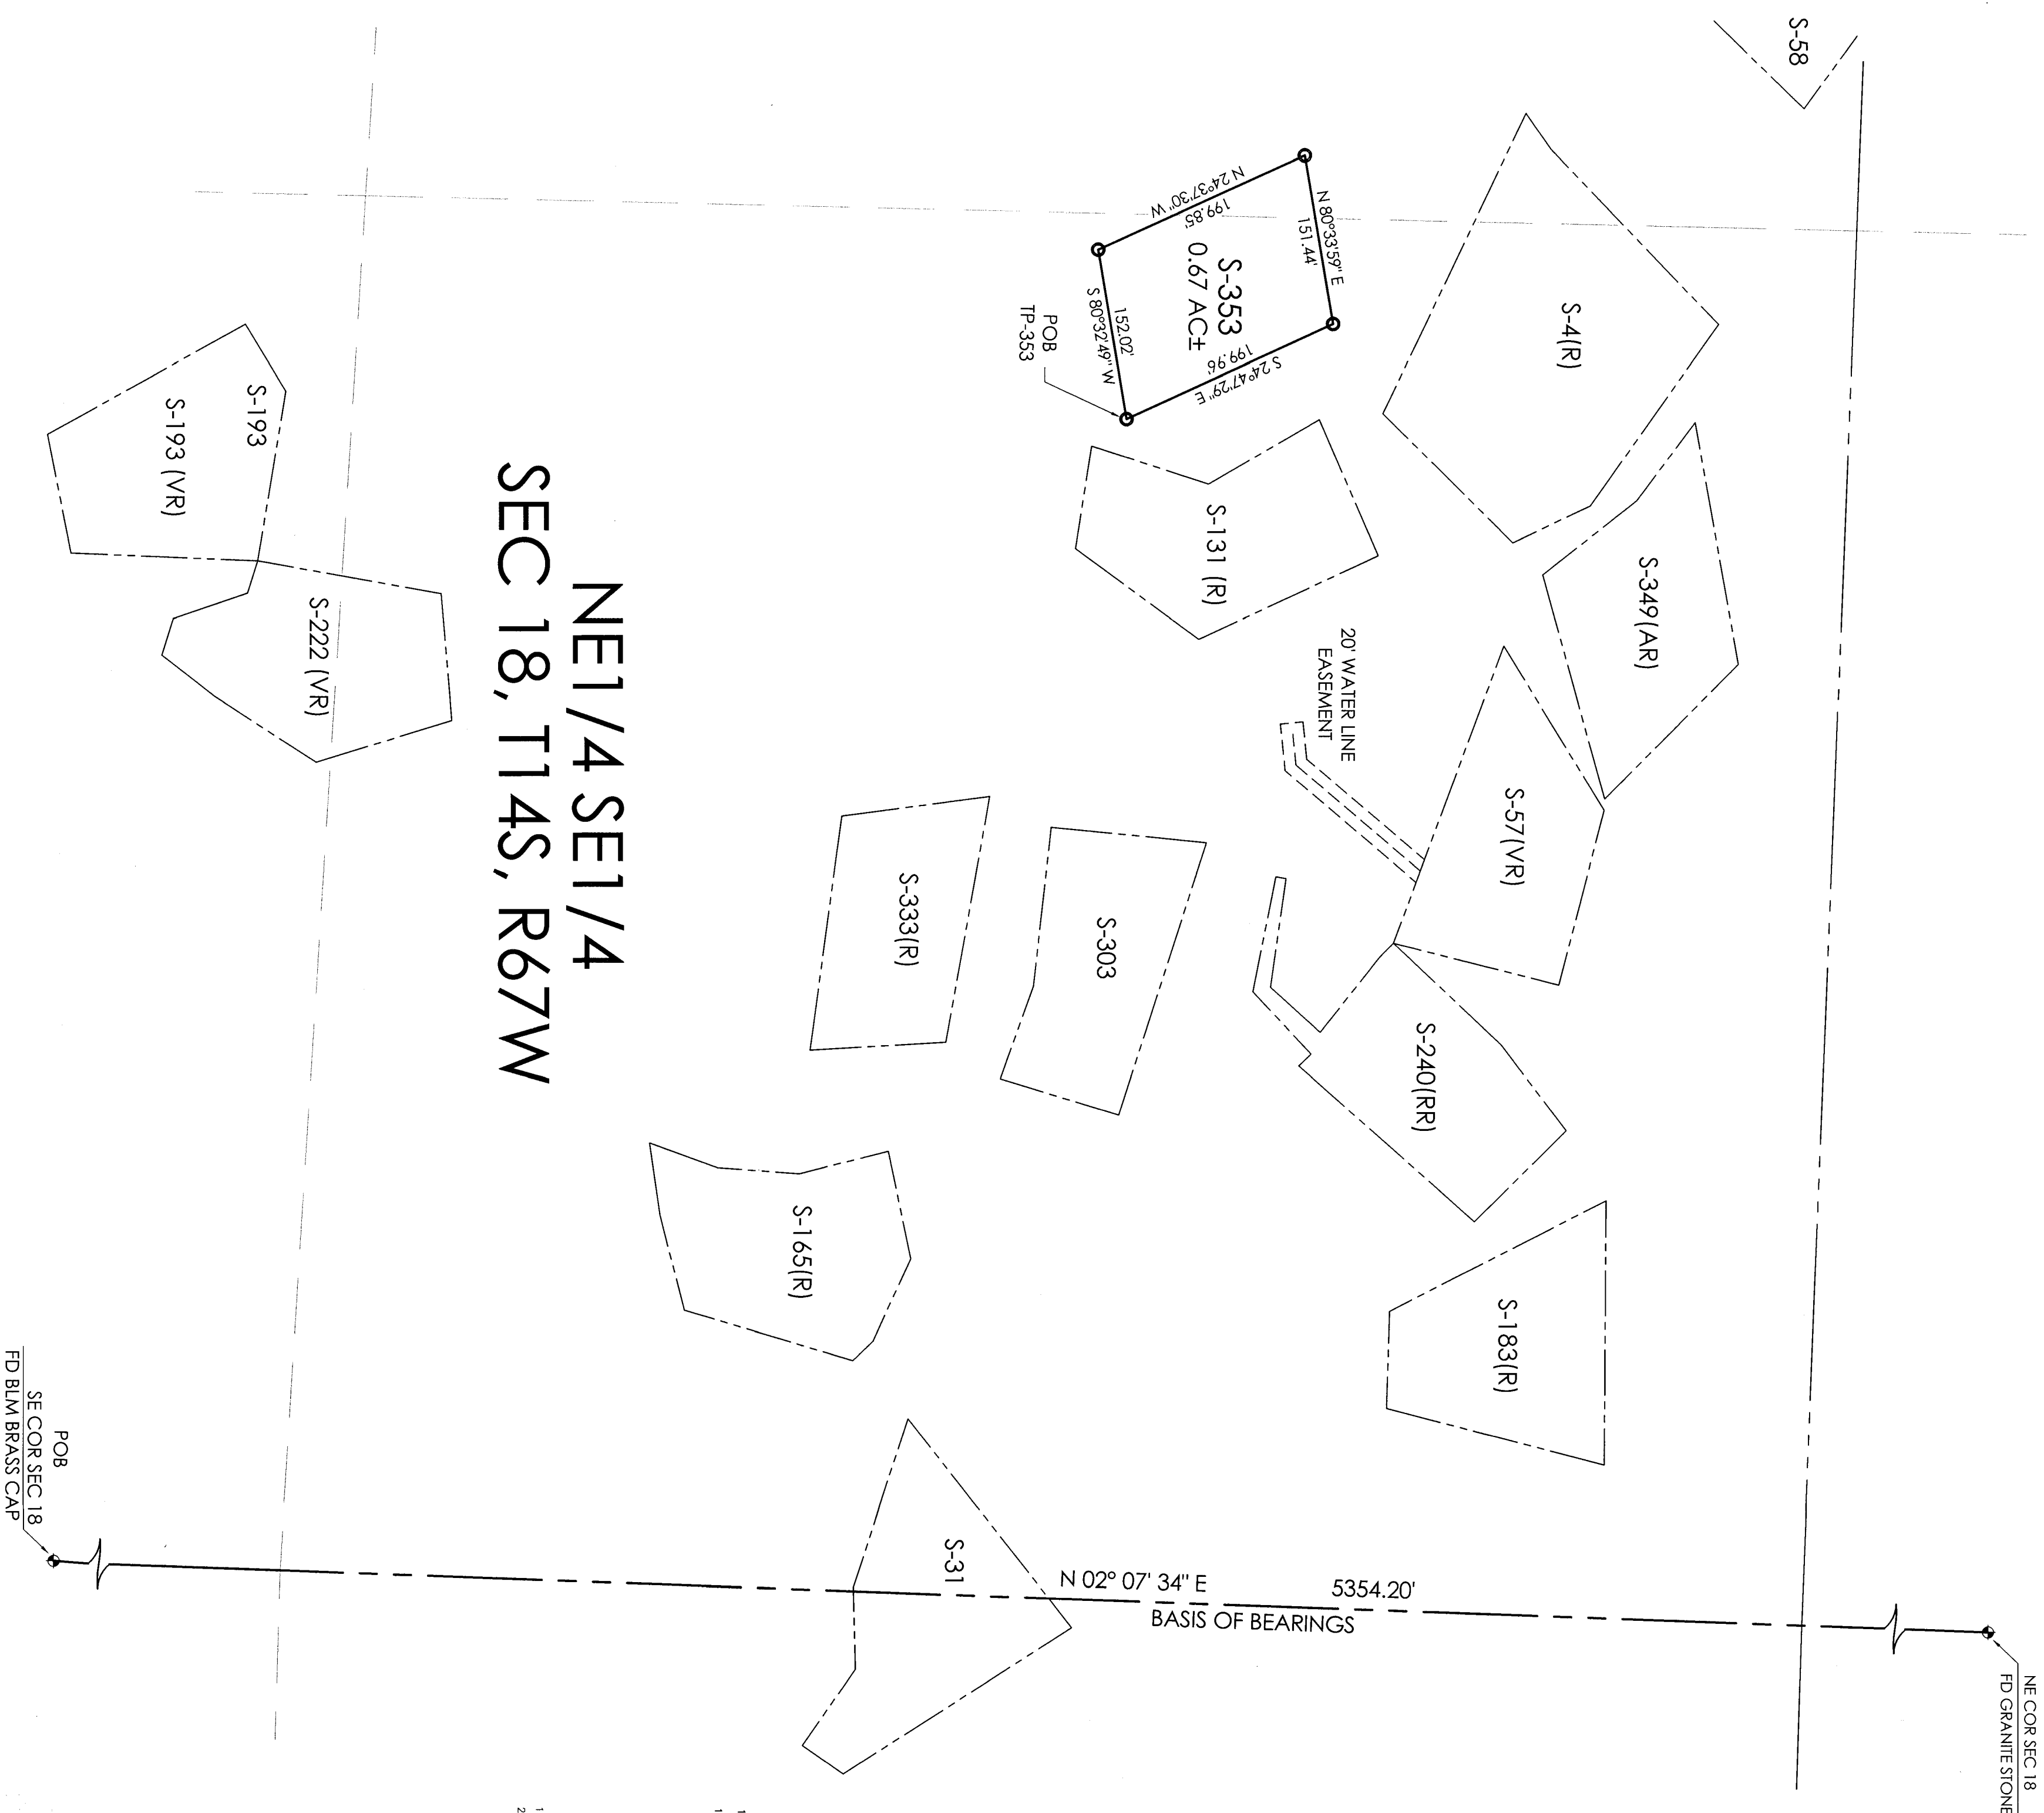 S-58
S-4(R)
N 80°33'59" E
151.44'
N 24°37'30" W
199.85'
S-353
0.67 AC±
S 24°47'29" E
199.96'
152.02'
S 80°32'49" W
POB
TP-353
S-349(AR)
S-131 (R)
S-193
S-193 (VR)
S-222 (VR)
20' WATER LINE
EASEMENT
S-57(VR)
NE1/4 SE1/4
SEC 18, T14S, R67W
S-303
S-333(R)
S-240(RR)
S-165(R)
S-183(R)
S-31
N 02° 07' 34" E 5354.20'
BASIS OF BEARINGS
POB
SE COR SEC 18
FD BLM BRASS CAP
NE COR SEC 18
FD GRANITE STONE
1
1
1
2